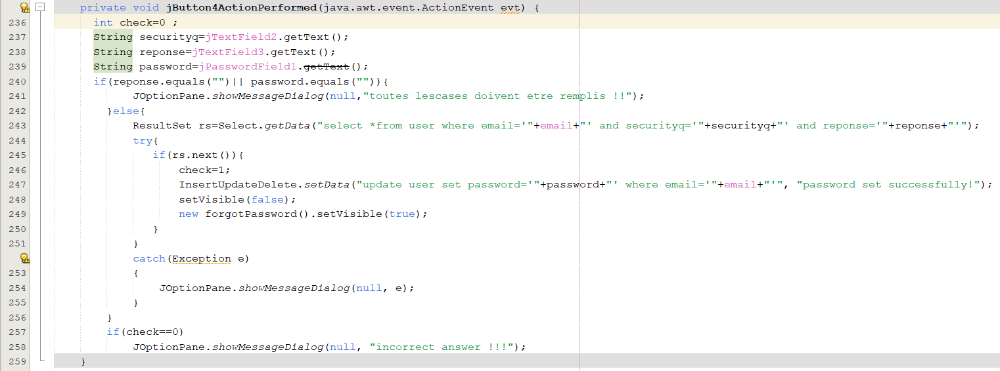 private void jButton4ActionPerformed(java.awt.event.ActionEvent evt) {
236 int check=0 ;
237 String securityq=jTextField2.getText();
238 String reponse=jTextField3.getText();
239 String password=jPasswordField1.getText();
240 if(reponse.equals("")|| password.equals("")){
241 JOptionPane.showMessageDialog(null,"toutes lescases doivent etre remplis !!");
242 }else{
243 ResultSet rs=Select.getData("select *from user where email='"+email+"' and securityq='"+securityq+"' and reponse='"+reponse+"'");
244 try{
245 if(rs.next()){
246 check=1;
247 InsertUpdateDelete.setData("update user set password='"+password+"' where email='"+email+"'", "password set successfully!");
248 setVisible(false);
249 new forgotPassword().setVisible(true);
250 }
251 }
catch(Exception e)
253 {
254 JOptionPane.showMessageDialog(null, e);
255 }
256 }
257 if(check==0)
258 JOptionPane.showMessageDialog(null, "incorrect answer !!!");
259 }